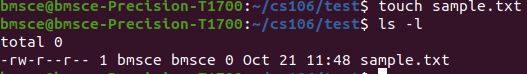 bmsce@bmsce-Precision-T1700:~/cs106/test$ touch sample.txt
bmsce@bmsce-Precision-T1700:~/cs106/test$ ls -l
total 0
-rw-r--r-- 1 bmsce bmsce 0 Oct 21 11:48 sample.txt